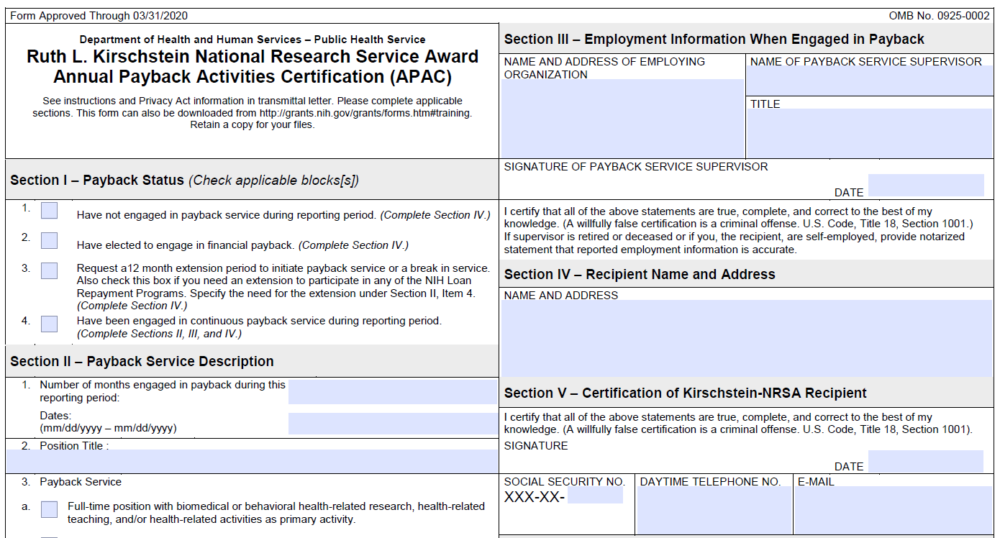 Form Approved Through 03/31/2020
OMB No. 0925-0002
Department of Health and Human Services – Public Health Service
Ruth L. Kirschstein National Research Service Award
Annual Payback Activities Certification (APAC)
See instructions and Privacy Act information in transmittal letter. Please complete applicable
sections. This form can also be downloaded from http://grants.nih.gov/grants/forms.htm#training.
Retain a copy for your files.
Section I – Payback Status (Check applicable blocks[s])
1. Have not engaged in payback service during reporting period. (Complete Section IV.)
2. Have elected to engage in financial payback. (Complete Section IV.)
3. Request a12 month extension period to initiate payback service or a break in service.
Also check this box if you need an extension to participate in any of the NIH Loan
Repayment Programs. Specify the need for the extension under Section II, Item 4.
(Complete Section IV.)
4. Have been engaged in continuous payback service during reporting period.
(Complete Sections II, III, and IV.)
Section II – Payback Service Description
1. Number of months engaged in payback during this
reporting period:
Dates:
(mm/dd/yyyy – mm/dd/yyyy)
2. Position Title :
3. Payback Service
a. Full-time position with biomedical or behavioral health-related research, health-related
teaching, and/or health-related activities as primary activity.
Section III – Employment Information When Engaged in Payback
NAME AND ADDRESS OF EMPLOYING
ORGANIZATION
NAME OF PAYBACK SERVICE SUPERVISOR
TITLE
SIGNATURE OF PAYBACK SERVICE SUPERVISOR
DATE
I certify that all of the above statements are true, complete, and correct to the best of my
knowledge. (A willfully false certification is a criminal offense. U.S. Code, Title 18, Section 1001.)
If supervisor is retired or deceased or if you, the recipient, are self-employed, provide notarized
statement that reported employment information is accurate.
Section IV – Recipient Name and Address
NAME AND ADDRESS
Section V – Certification of Kirschstein-NRSA Recipient
I certify that all of the above statements are true, complete, and correct to the best of my
knowledge. (A willfully false certification is a criminal offense. U.S. Code, Title 18, Section 1001).
SIGNATURE
DATE
SOCIAL SECURITY NO.
XXX-XX-
DAYTIME TELEPHONE NO.
E-MAIL